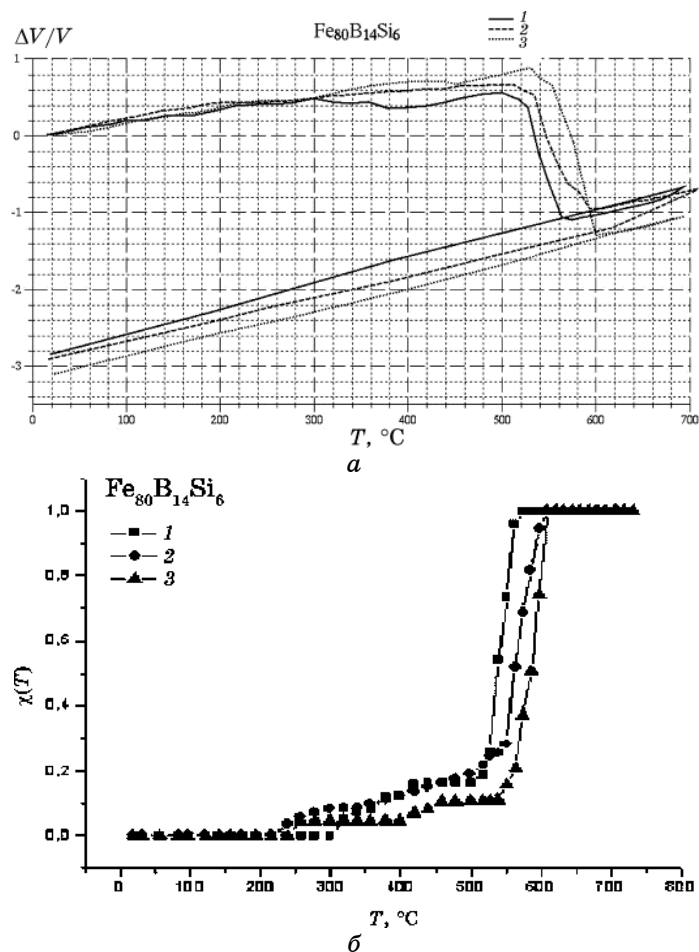 ΔV/V Fe₈₀B₁₄Si₆ 1
2
3
1
0
-1
-2
-3
0 100 200 300 400 500 600 700
T, °C
а
Fe₈₀B₁₄Si₆
1
2
3
1,0
0,8
0,6
0,4
0,2
0,0
χ(T)
0 100 200 300 400 500 600 700 800
T, °C
б